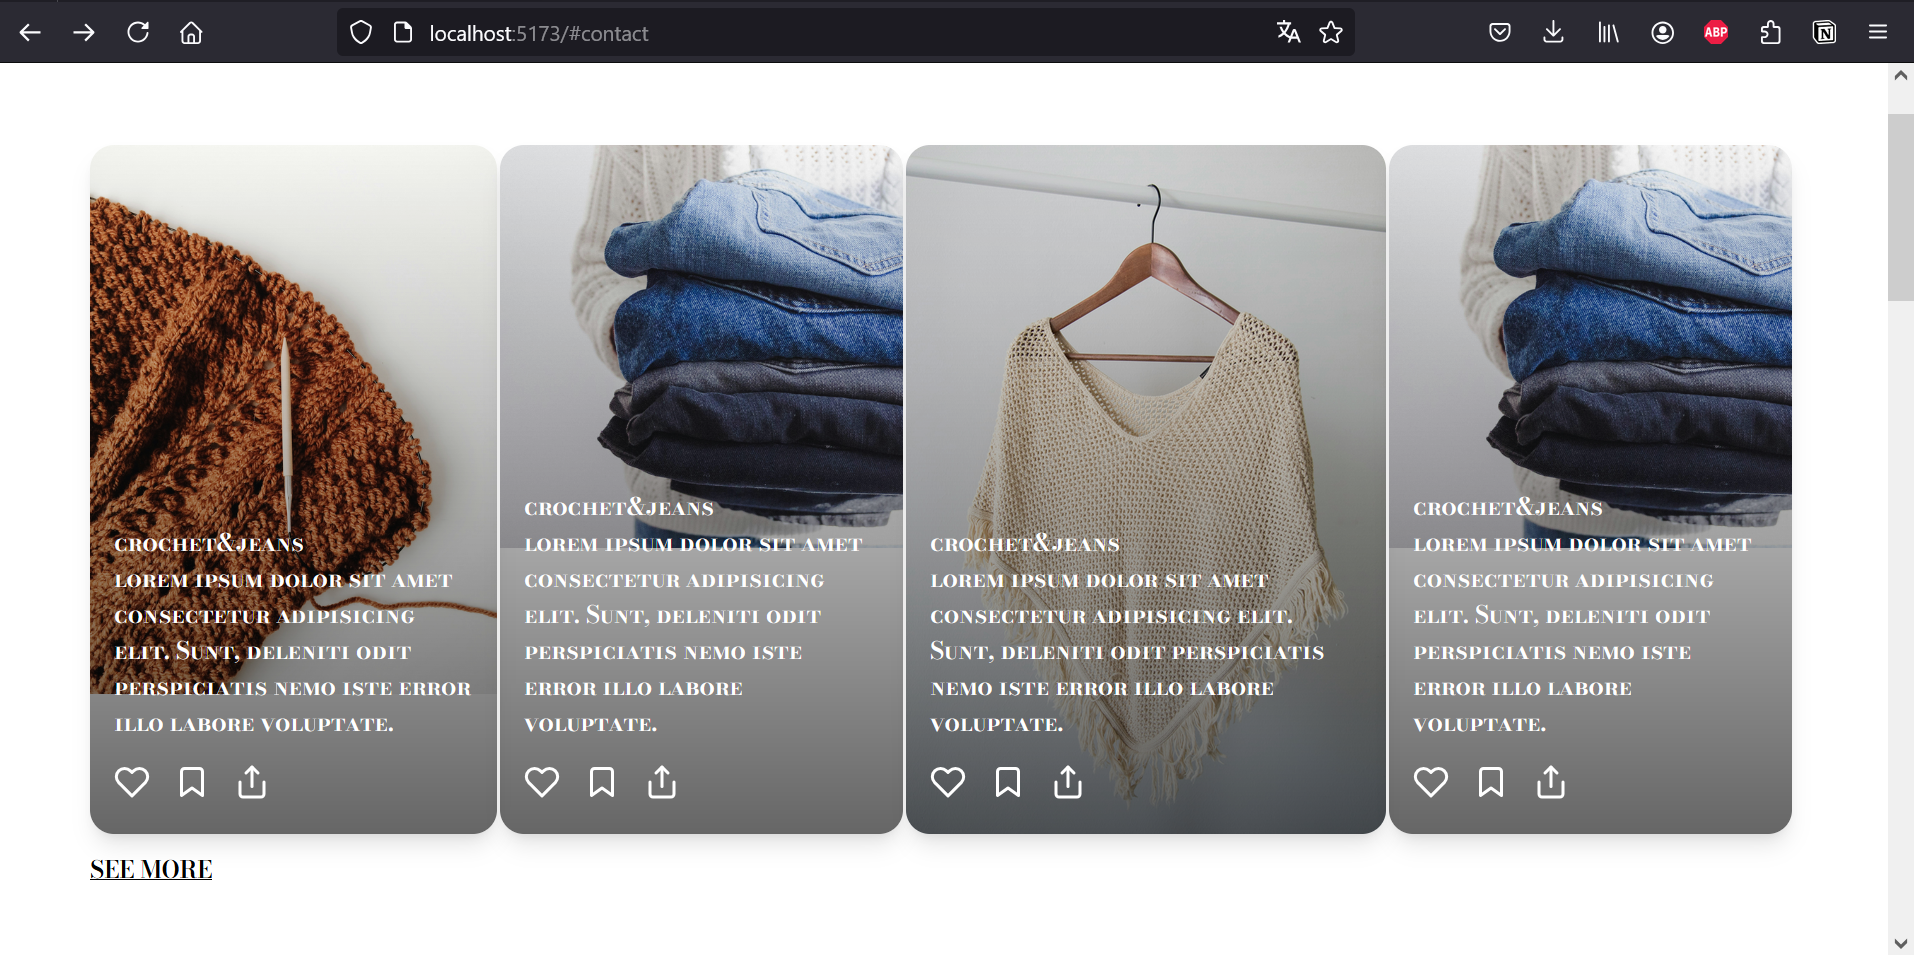 localhost:5173/#contact
ABP
N
CROCHET&JEANS
LOREM IPSUM DOLOR SIT AMET
CONSECTETUR ADIPISICING
ELIT. SUNT, DELENITI ODIT
PERSPICIATIS NEMO ISTE ERROR
ILLO LABORE VOLUPTATE.
CROCHET&JEANS
LOREM IPSUM DOLOR SIT AMET
CONSECTETUR ADIPISICING
ELIT. SUNT, DELENITI ODIT
PERSPICIATIS NEMO ISTE
ERROR ILLO LABORE
VOLUPTATE.
CROCHET&JEANS
LOREM IPSUM DOLOR SIT AMET
CONSECTETUR ADIPISICING ELIT.
SUNT, DELENITI ODIT PERSPICIATIS
NEMO ISTE ERROR ILLO LABORE
VOLUPTATE.
CROCHET&JEANS
LOREM IPSUM DOLOR SIT AMET
CONSECTETUR ADIPISICING
ELIT. SUNT, DELENITI ODIT
PERSPICIATIS NEMO ISTE
ERROR ILLO LABORE
VOLUPTATE.
SEE MORE